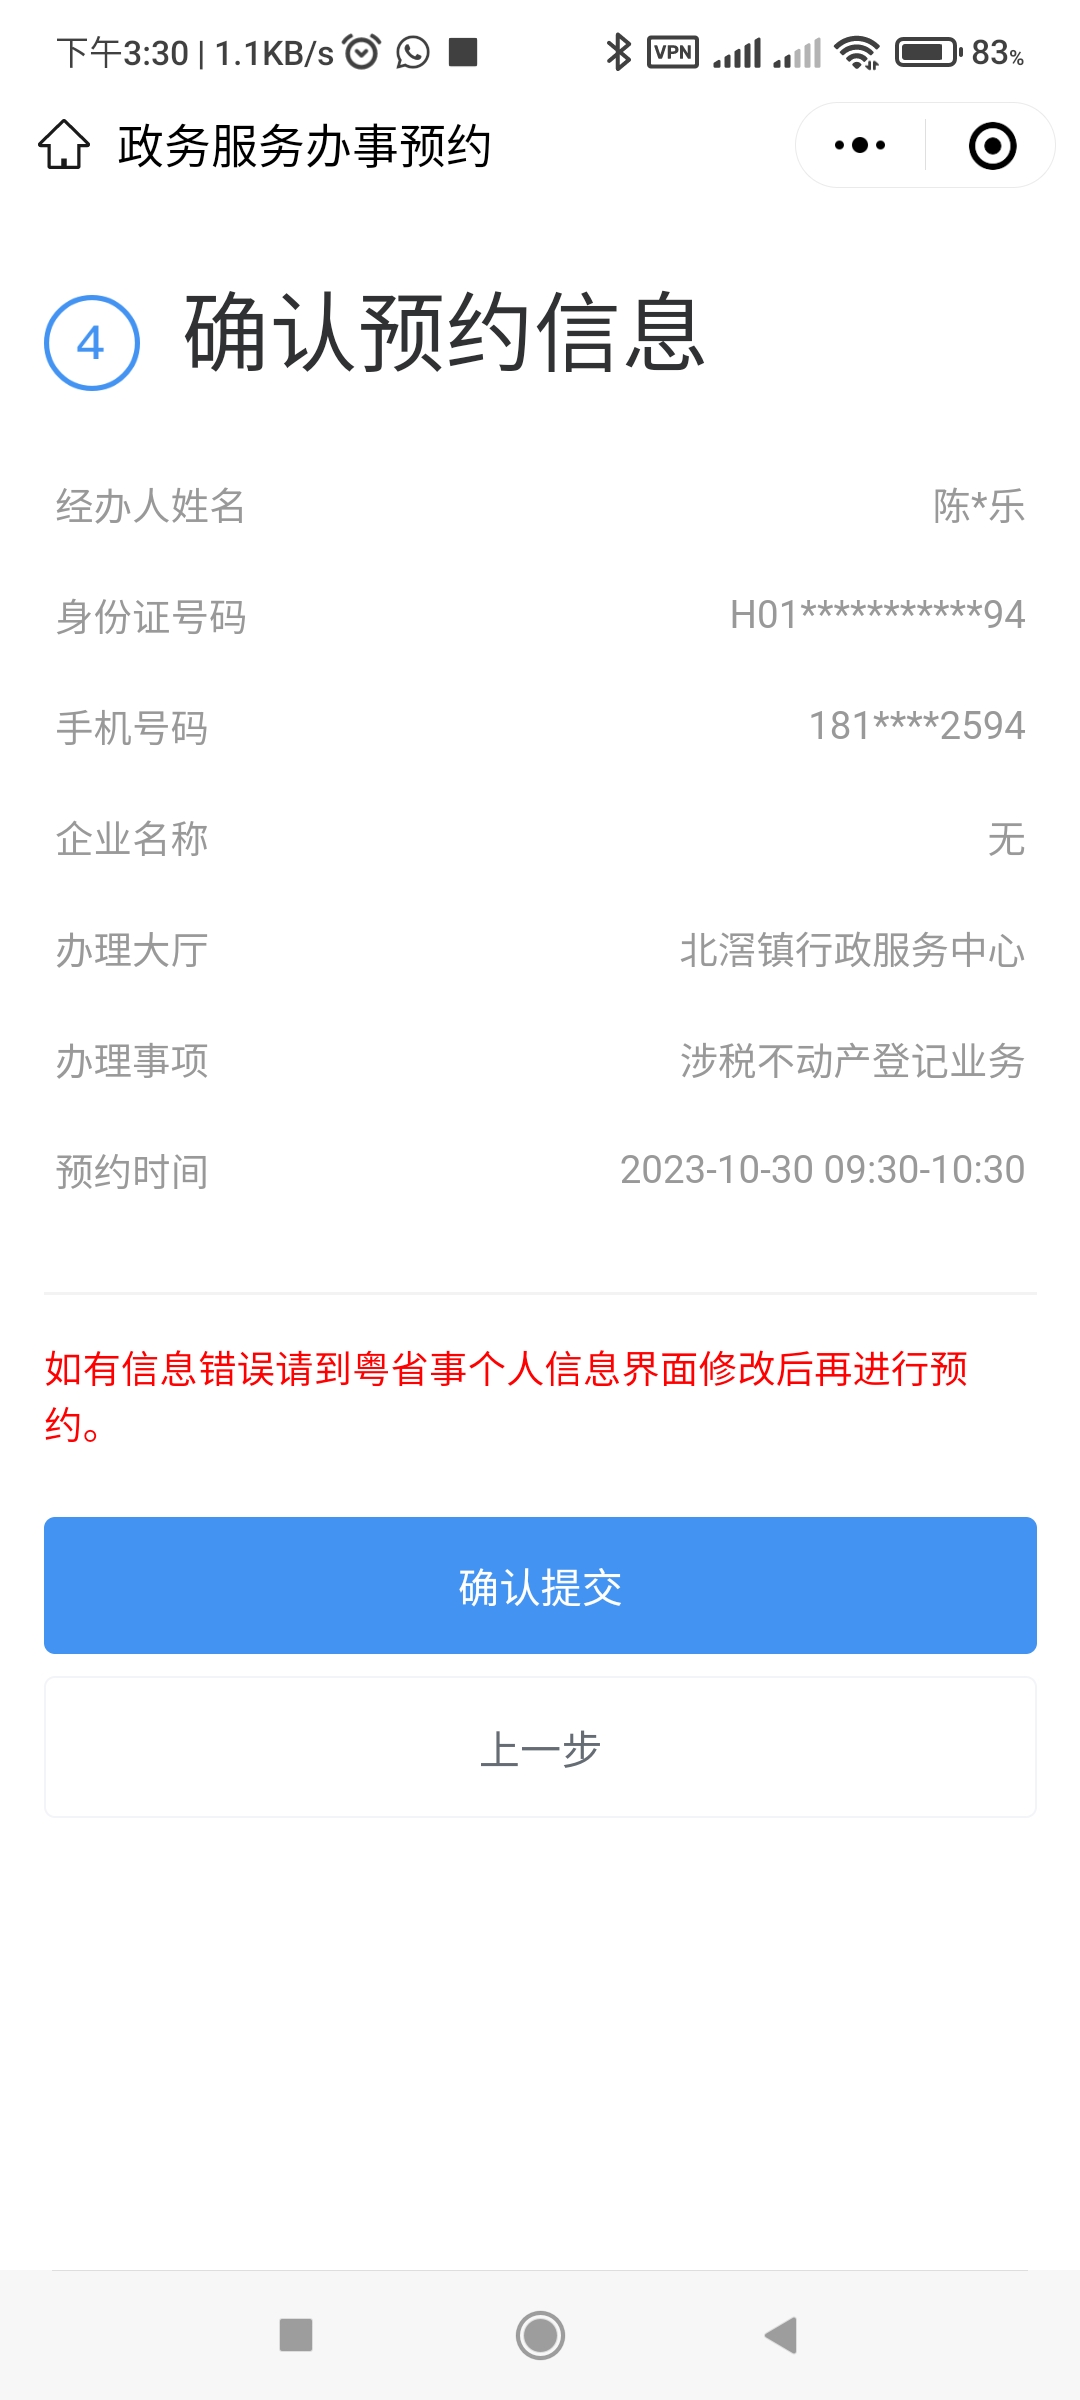 下午3:30 | 1.1KB/s
VPN
83%
政务服务办事预约
4 确认预约信息
经办人姓名 陈*乐
身份证号码 H01***********94
手机号码 181****2594
企业名称 无
办理大厅 北滘镇行政服务中心
办理事项 涉税不动产登记业务
预约时间 2023-10-30 09:30-10:30
如有信息错误请到粤省事个人信息界面修改后再进行预
约。
确认提交
上一步